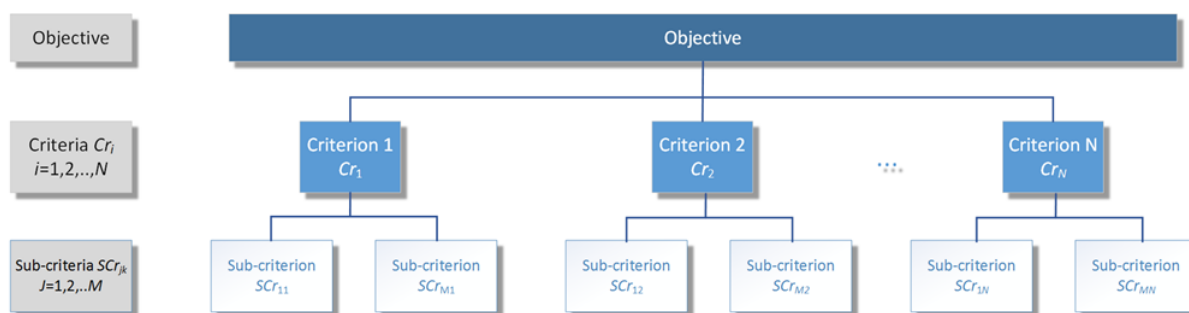 Objective
Objective
Criteria Cri
i=1,2,..,N
Criterion 1
Cr1
Criterion 2
Cr2
...
Criterion N
CrN
Sub-criteria SCrjk
J=1,2,..M
Sub-criterion
SCr11
Sub-criterion
SCrM1
Sub-criterion
SCr12
Sub-criterion
SCrM2
Sub-criterion
SCr1N
Sub-criterion
SCrMN